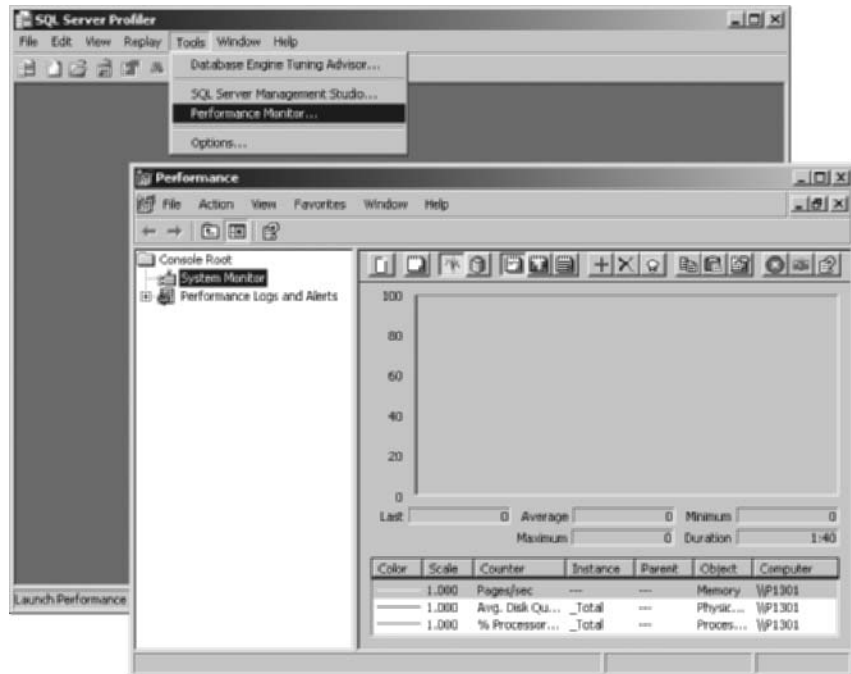 SQL Server Profiler
File Edit View Replay Tools Window Help
Database Engine Tuning Advisor...
SQL Server Management Studio...
Performance Monitor...
Options...
Performance
File Action View Favorites Window Help
Console Root
System Monitor
Performance Logs and Alerts
100
80
60
40
20
0
Last 0 Average 0 Minimum 0
Maximum 0 Duration 1:40
Color Scale Counter Instance Parent Object Computer
1.000 Pages/sec --- --- Memory \\P1301
1.000 Avg. Disk Qu... _Total --- Physic... \\P1301
1.000 % Processor... _Total --- Proces... \\P1301
Launch Performance